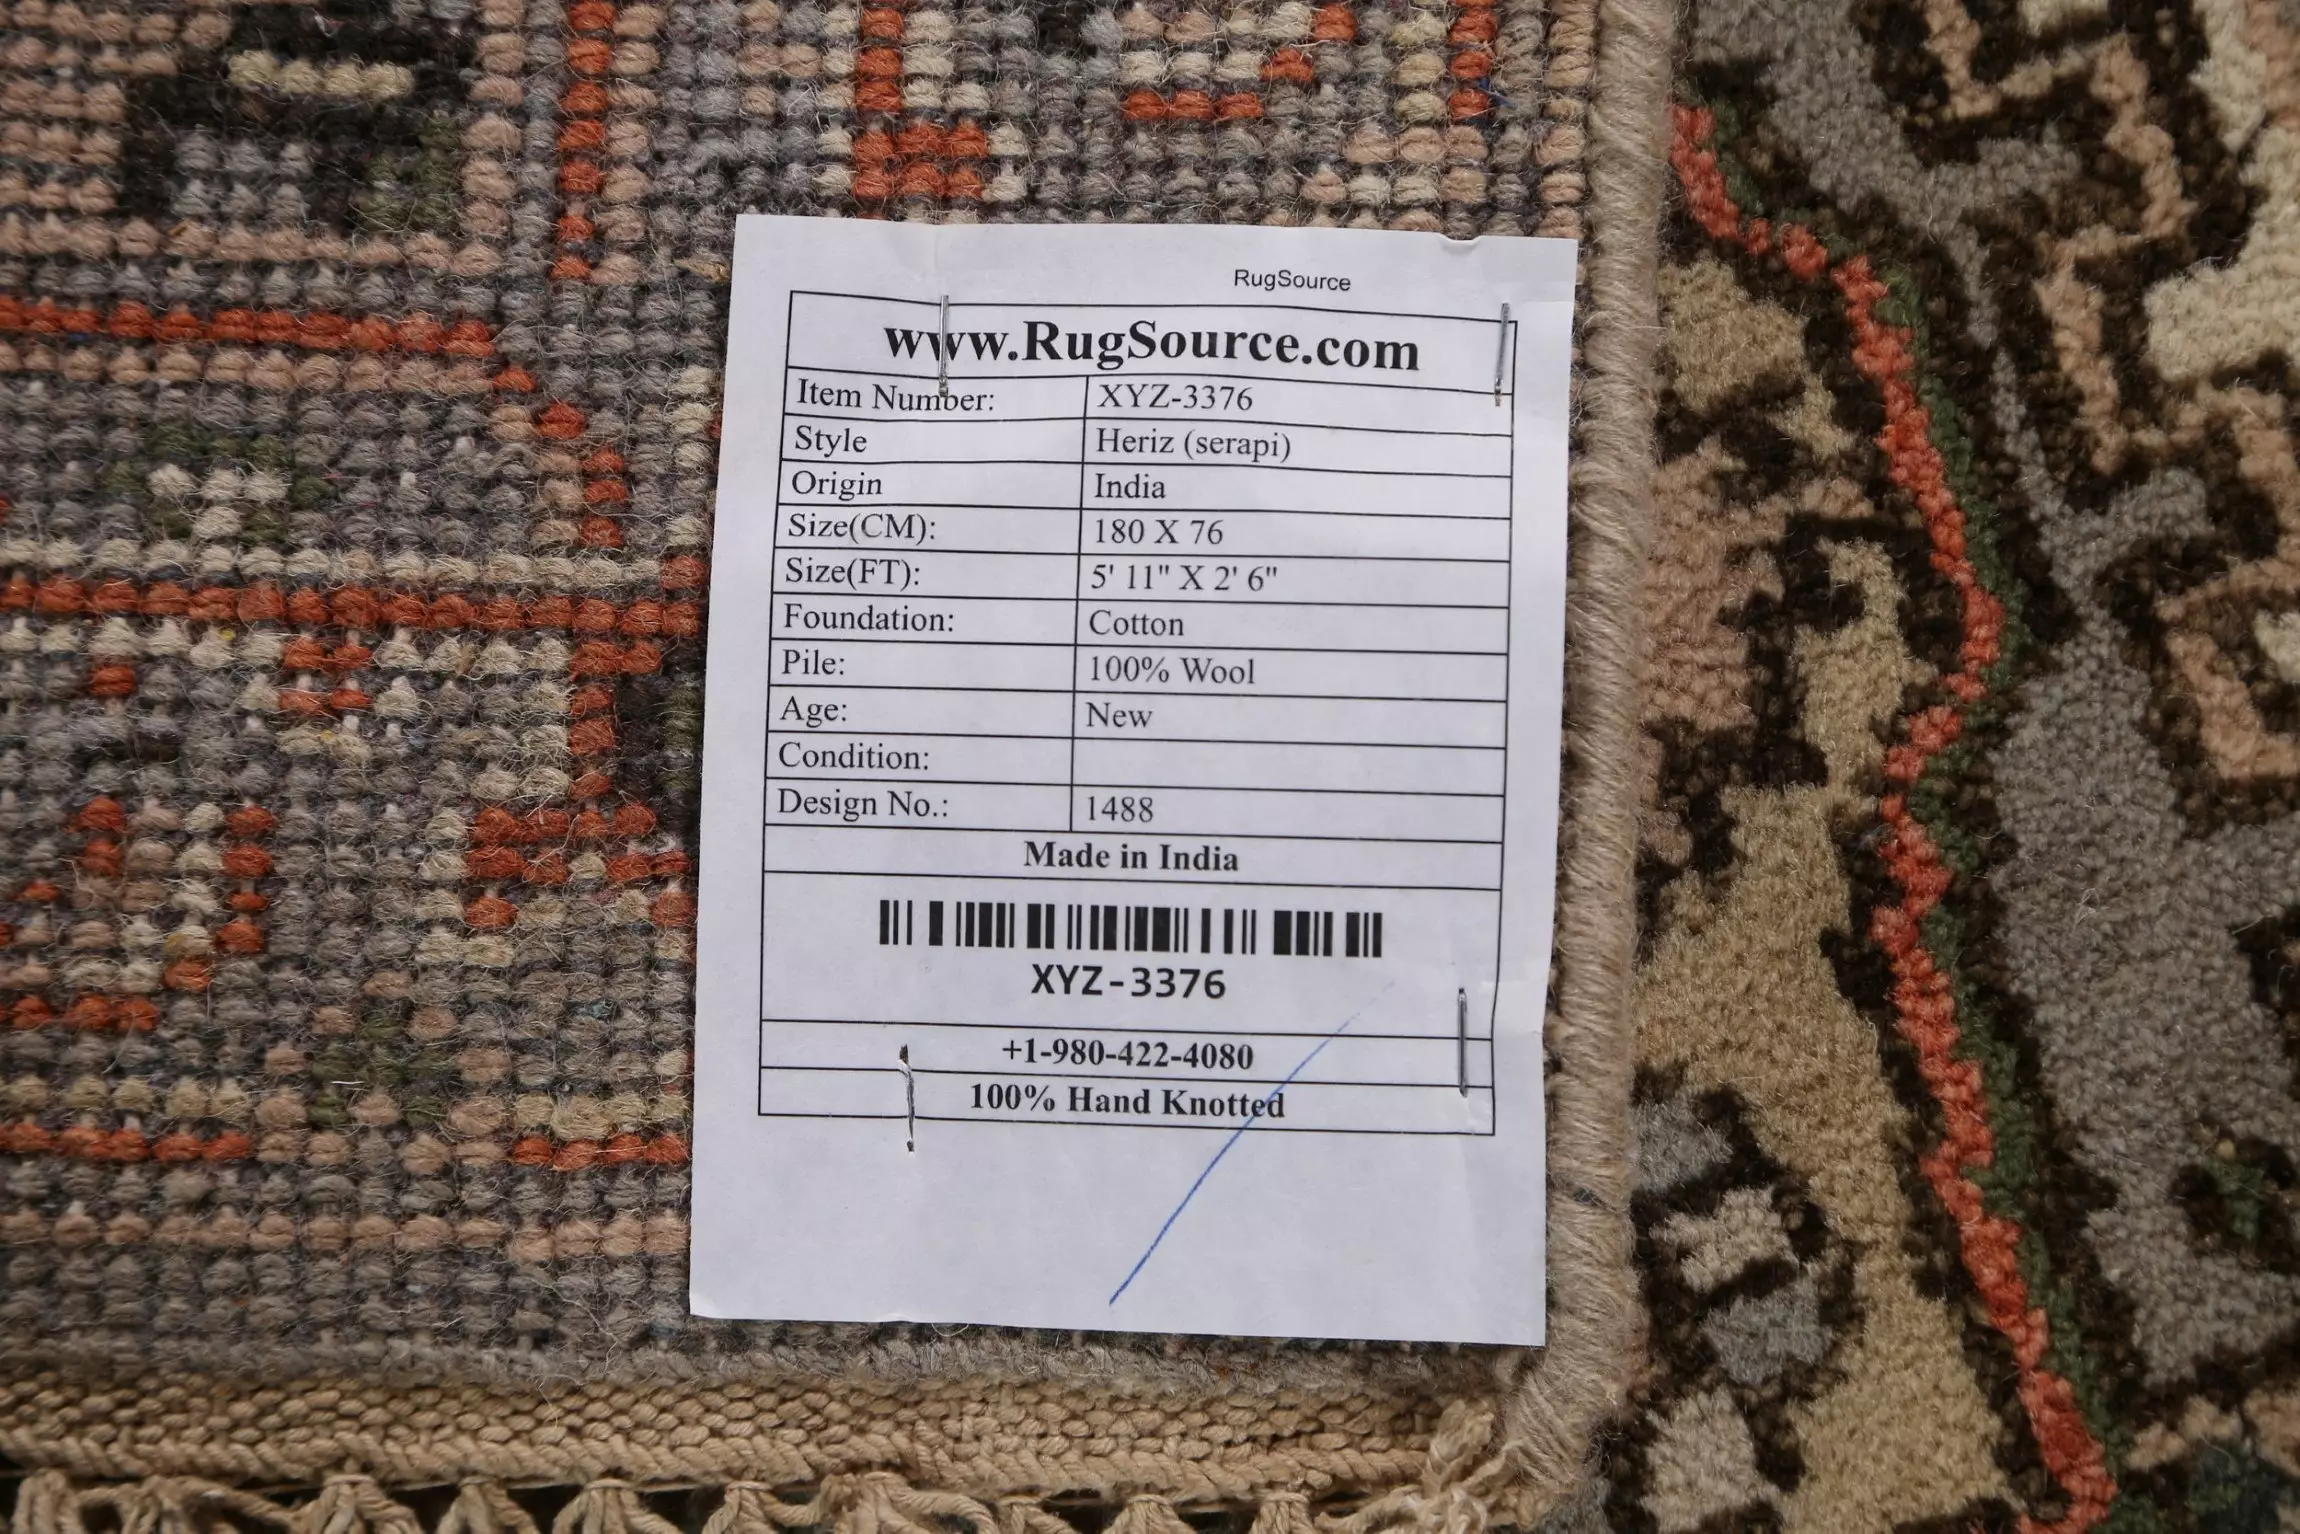 RugSource
www.RugSource.com
Item Number: XYZ-3376
Style Heriz (serapi)
Origin India
Size(CM): 180 X 76
Size(FT): 5' 11" X 2' 6"
Foundation: Cotton
Pile: 100% Wool
Age: New
Condition:
Design No.: 1488
Made in India
XYZ-3376
+1-980-422-4080
100% Hand Knotted